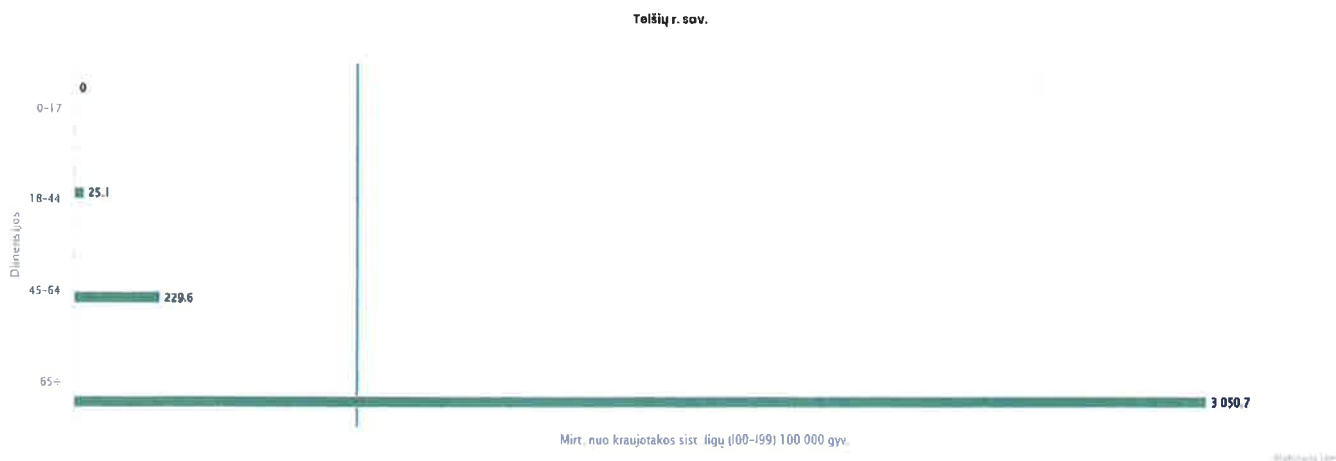 Telšių r. sav.
0
0-17
25.1
18-44
Dimensijos
45-64
229.6
65+
3 050.7
Mirt. nuo kraujotakos sist. ligų (I00-I99) 100 000 gyv.